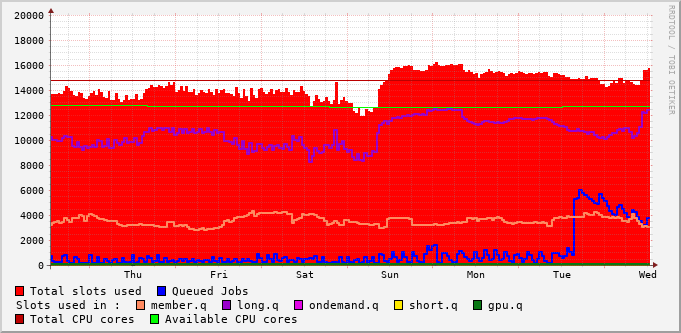 20000
18000
16000
14000
12000
10000
8000
6000
4000
2000
0
Thu Fri Sat Sun Mon Tue Wed
RRDTOOL / TOBI OETIKER
Total slots used Queued Jobs
Slots used in : member.q long.q ondemand.q short.q gpu.q
Total CPU cores Available CPU cores